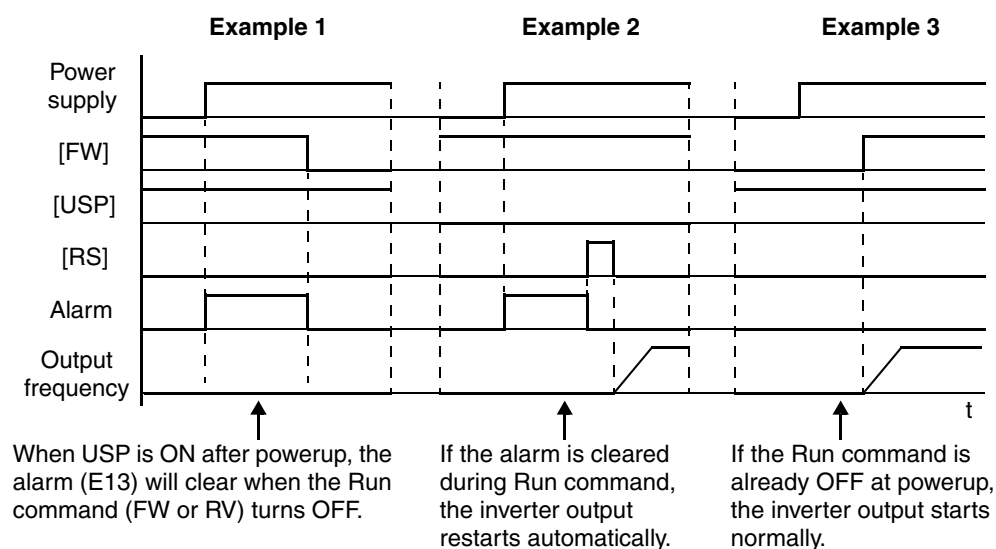 Example 1
Example 2
Example 3
Power
supply
[FW]
[USP]
[RS]
Alarm
Output
frequency
t
When USP is ON after powerup, the
alarm (E13) will clear when the Run
command (FW or RV) turns OFF.
If the alarm is cleared
during Run command,
the inverter output
restarts automatically.
If the Run command is
already OFF at powerup,
the inverter output starts
normally.